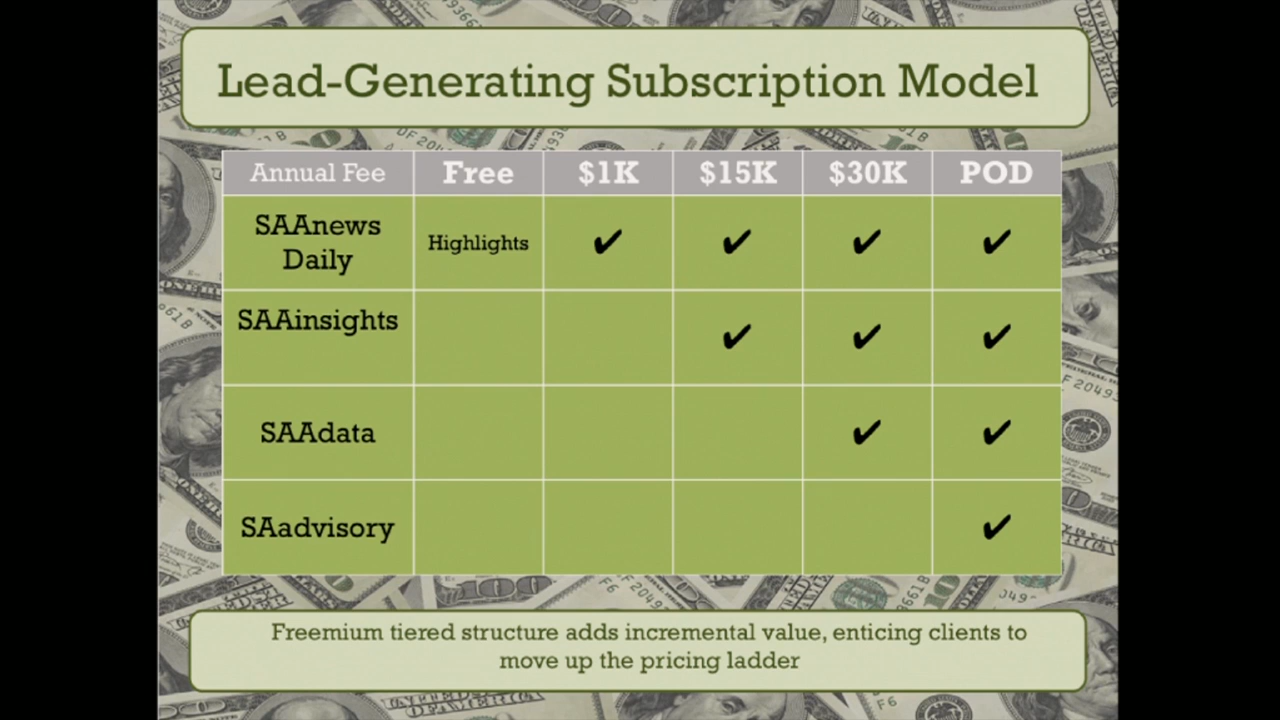 Lead-Generating Subscription Model
Annual Fee Free $1K $15K $30K POD
SAAnews
Daily
Highlights ✔ ✔ ✔ ✔
SAAinsights ✔ ✔ ✔
SAAdata ✔ ✔
SAadvisory ✔
Freemium tiered structure adds incremental value, enticing clients to
move up the pricing ladder